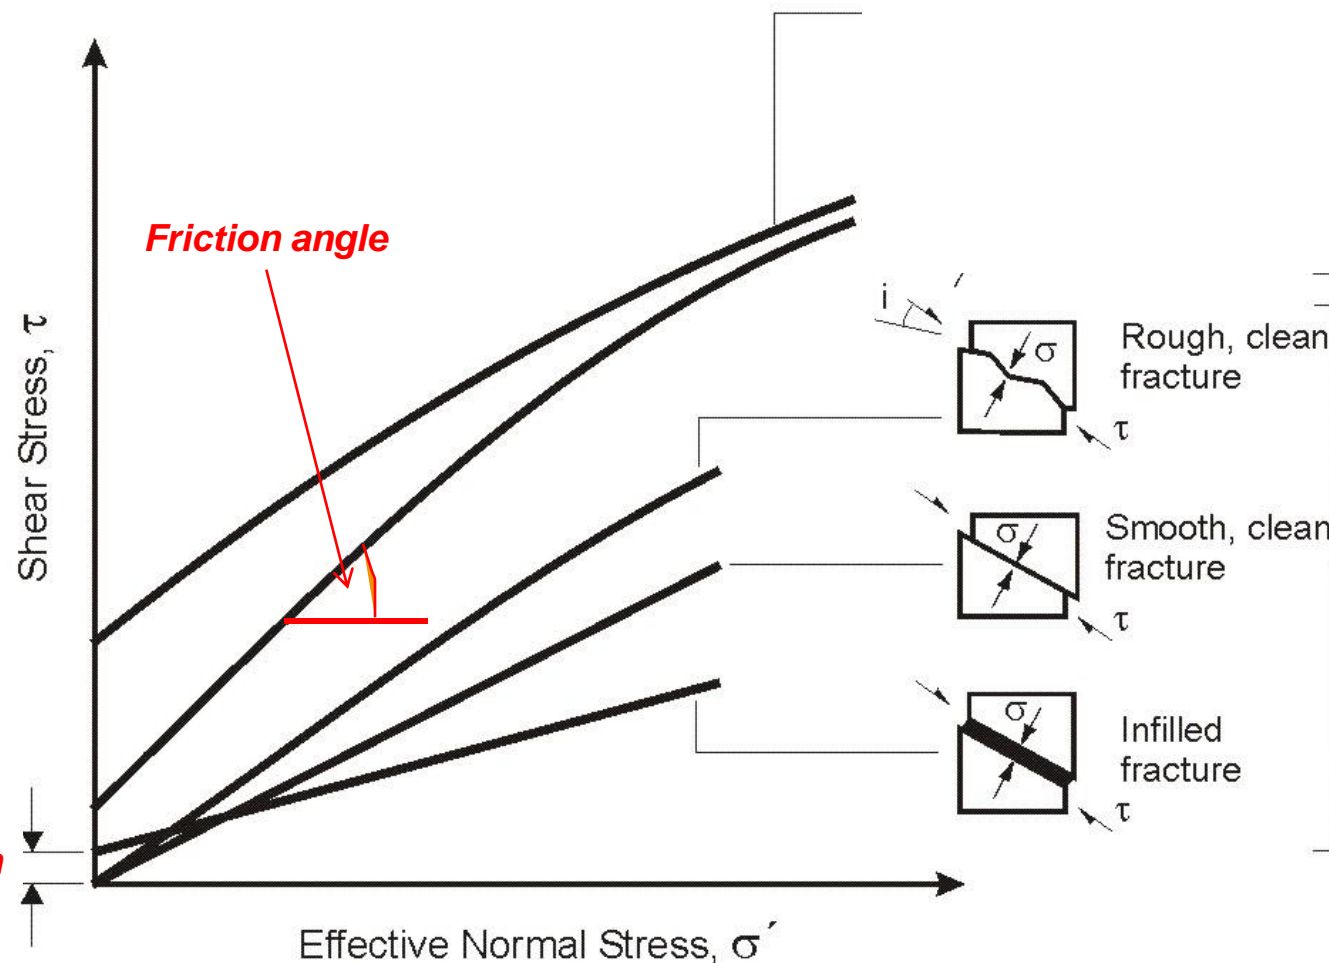 Friction angle
Shear Stress, τ
i
σ
τ
Rough, clean
fracture
σ
τ
Smooth, clean
fracture
σ
τ
Infilled
fracture
Effective Normal Stress, σ´